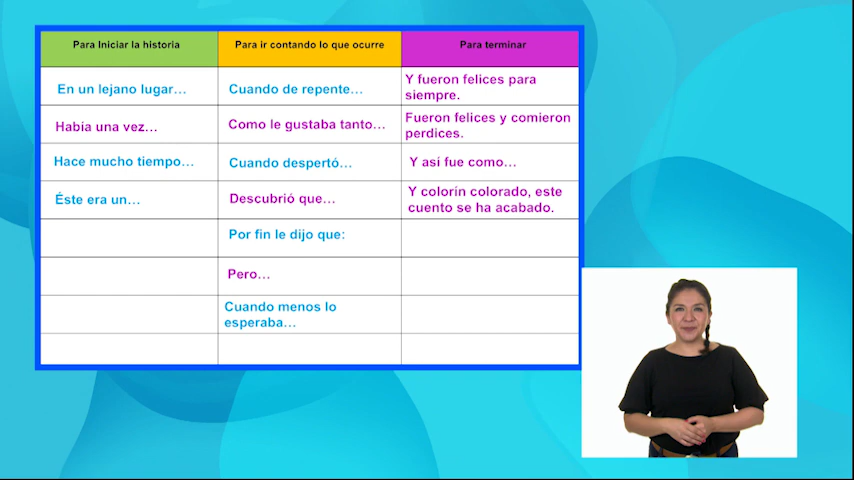 Para Iniciar la historia
Para ir contando lo que ocurre
Para terminar
En un lejano lugar…
Cuando de repente…
Y fueron felices para
siempre.
Había una vez…
Como le gustaba tanto…
Fueron felices y comieron
perdices.
Hace mucho tiempo…
Cuando despertó…
Y así fue como…
Éste era un…
Descubrió que…
Y colorín colorado, este
cuento se ha acabado.
Por fin le dijo que:
Pero…
Cuando menos lo
esperaba…